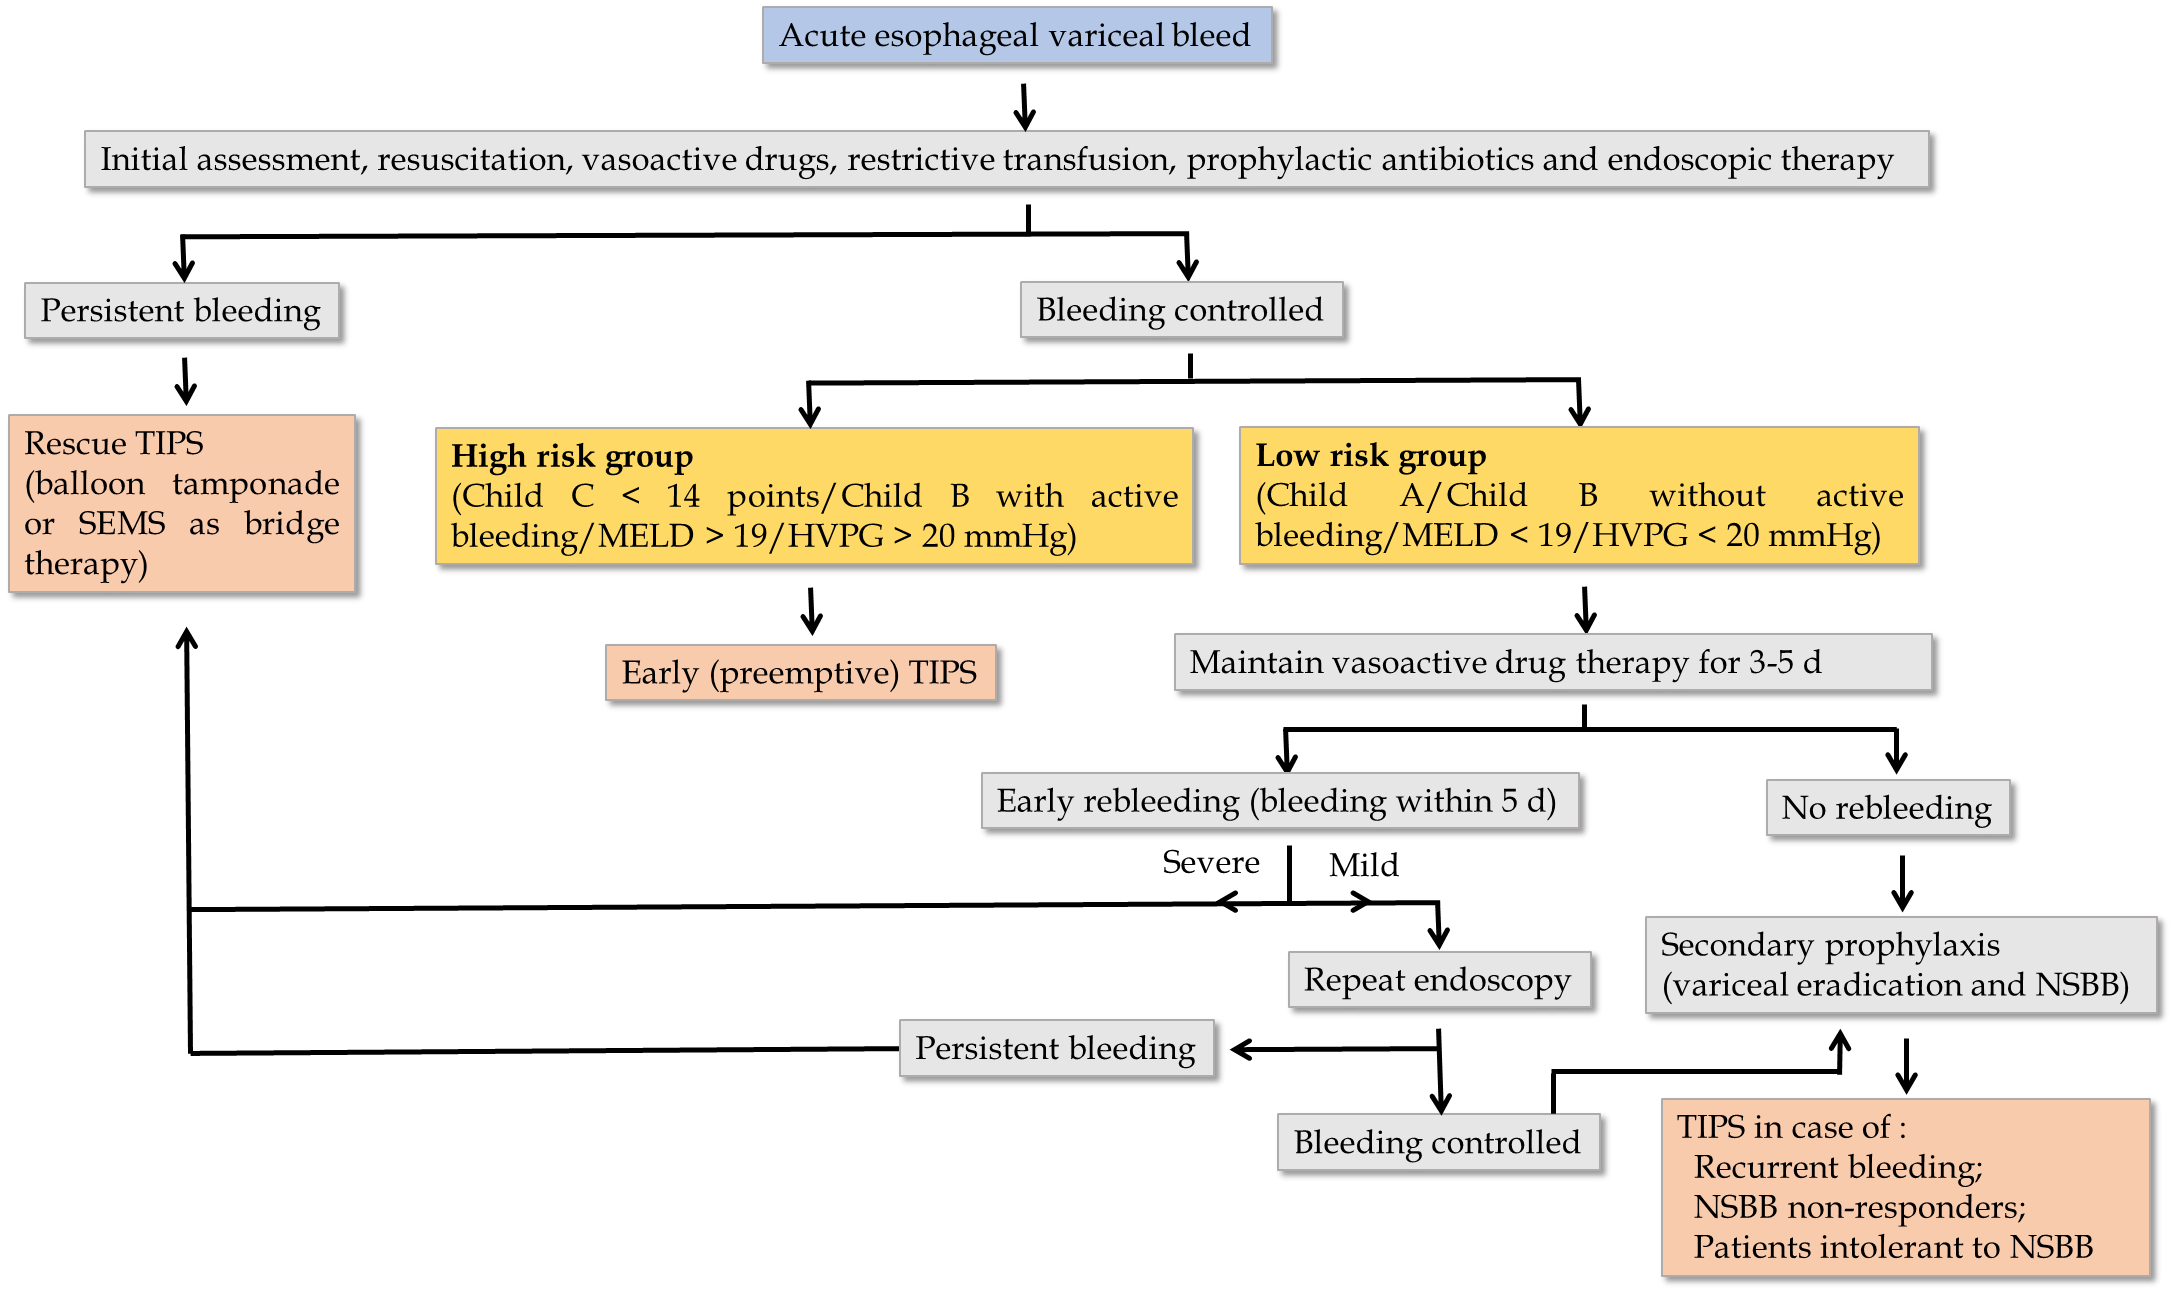 Acute esophageal variceal bleed
Initial assessment, resuscitation, vasoactive drugs, restrictive transfusion, prophylactic antibiotics and endoscopic therapy
Persistent bleeding
Bleeding controlled
Rescue TIPS
(balloon tamponade
or SEMS as bridge
therapy)
High risk group
(Child C < 14 points/Child B with active
bleeding/MELD > 19/HVPG > 20 mmHg)
Low risk group
(Child A/Child B without active
bleeding/MELD < 19/HVPG < 20 mmHg)
Early (preemptive) TIPS
Maintain vasoactive drug therapy for 3-5 d
Early rebleeding (bleeding within 5 d)
No rebleeding
Severe
Mild
Repeat endoscopy
Secondary prophylaxis
(variceal eradication and NSBB)
Persistent bleeding
Bleeding controlled
TIPS in case of :
Recurrent bleeding;
NSBB non-responders;
Patients intolerant to NSBB